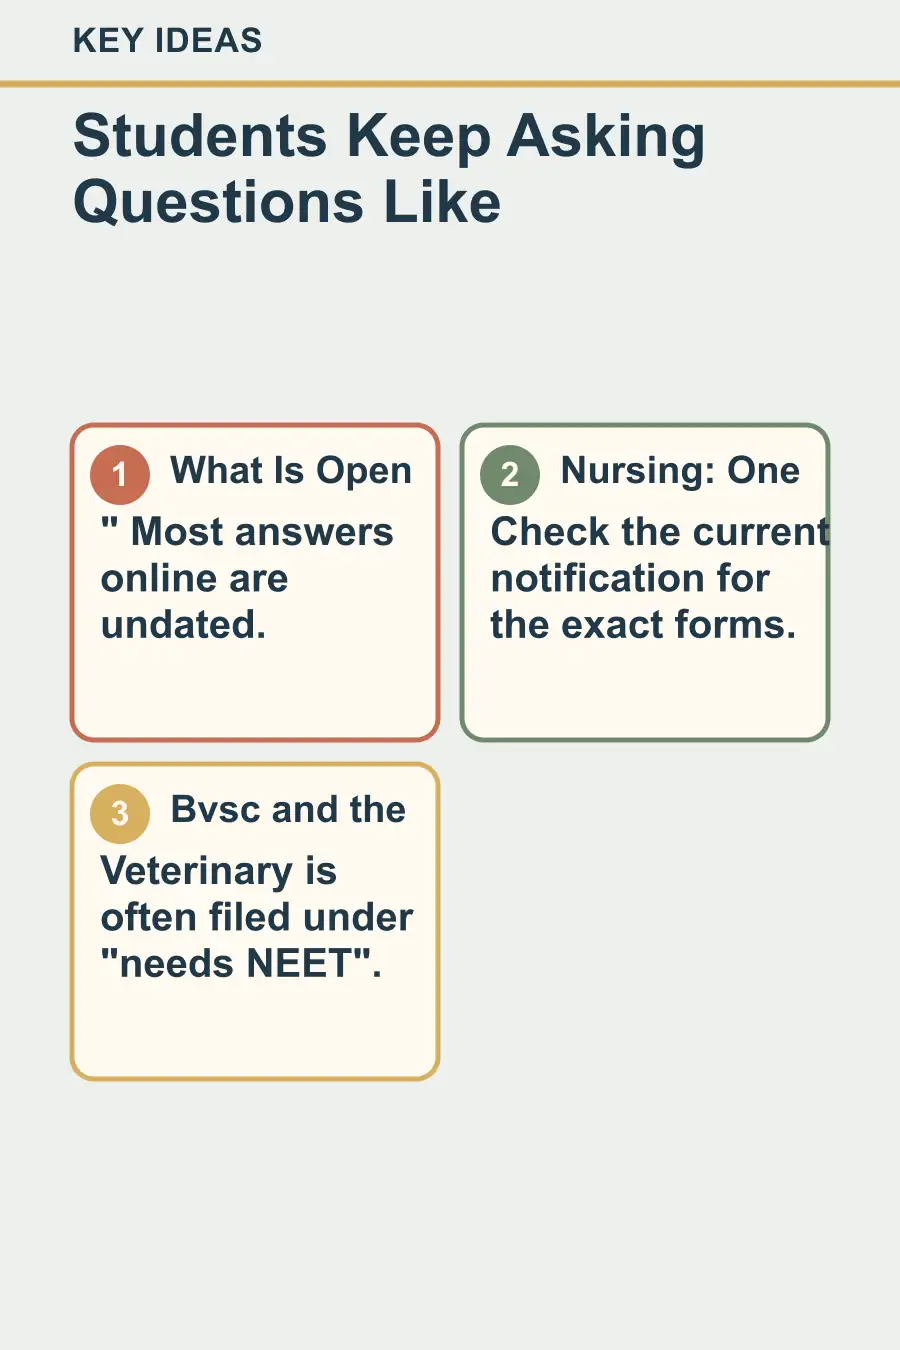 KEY IDEAS
Students Keep Asking
Questions Like
1 What Is Open
" Most answers
online are
undated.
2 Nursing: One
Check the current
notification for
the exact forms.
3 Bvsc and the
Veterinary is
often filed under
"needs NEET".